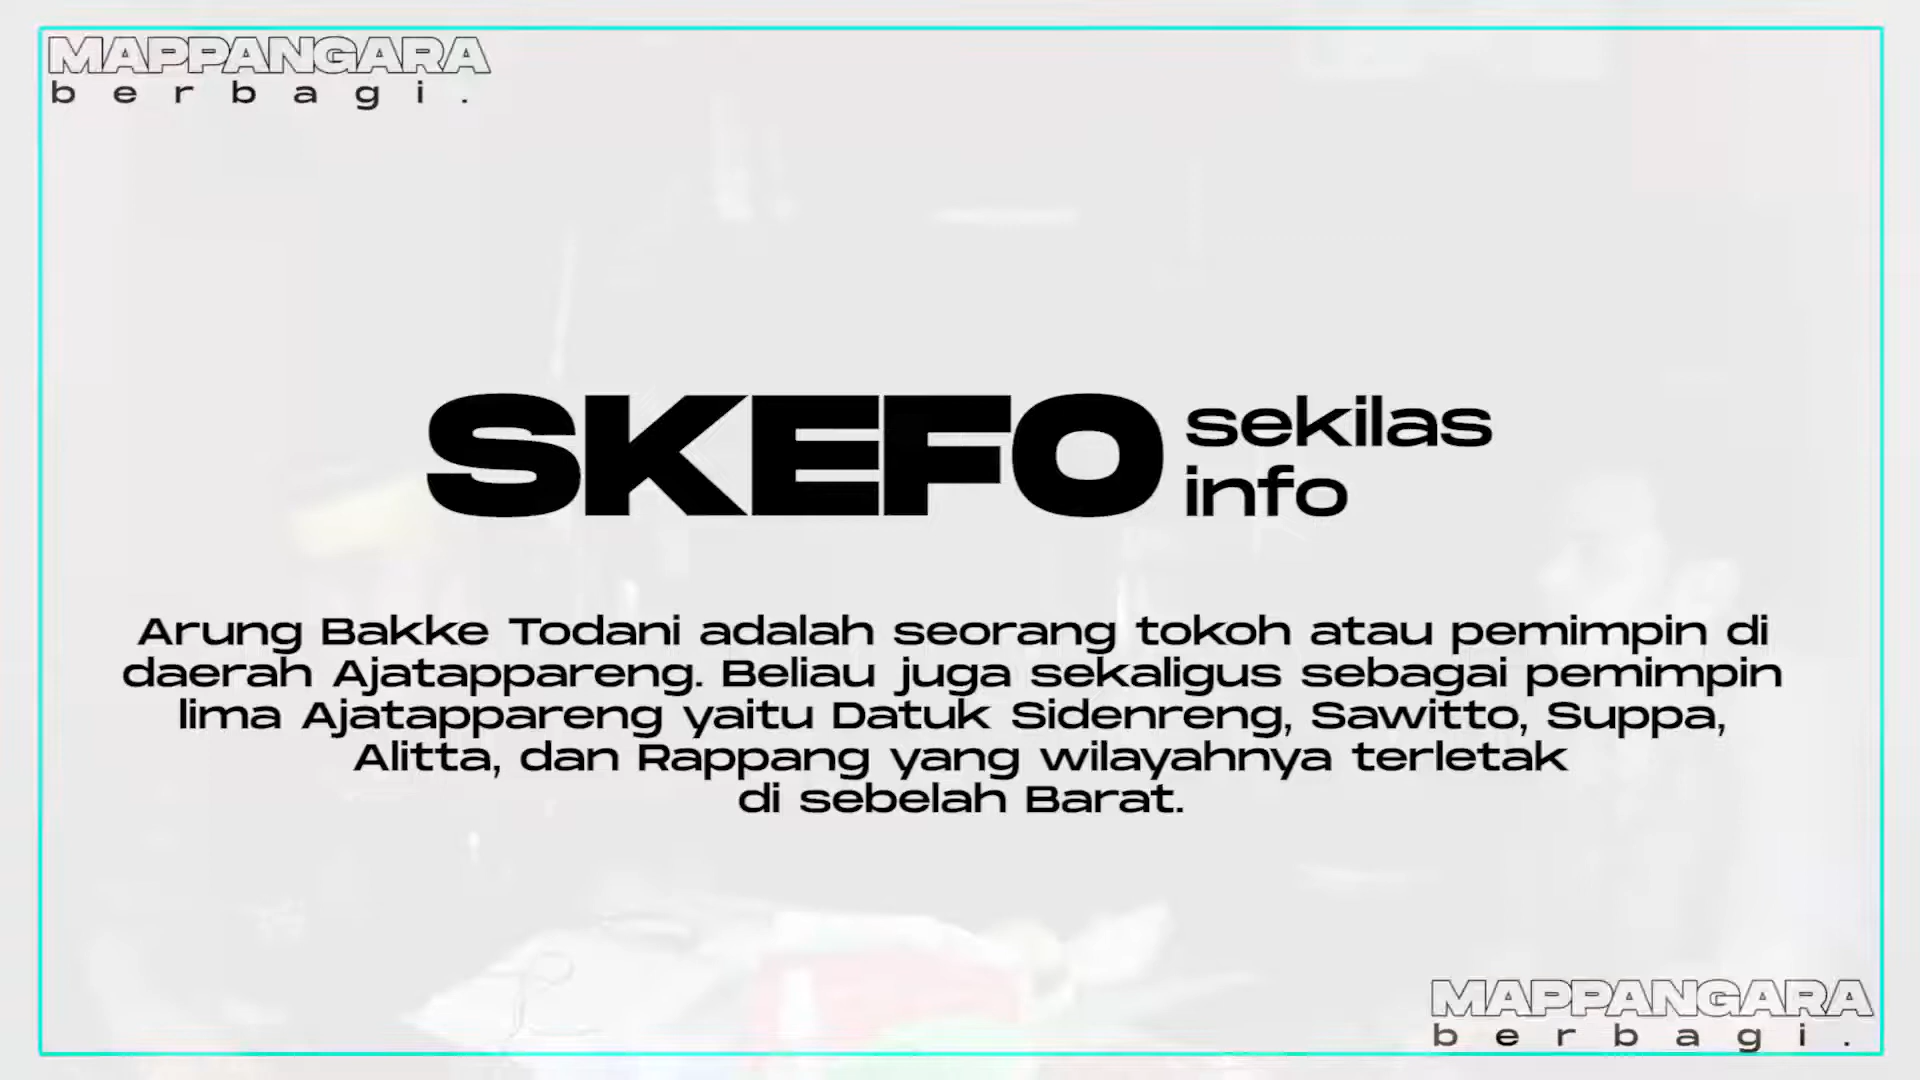 MAPPANGARA
berbagi.
SKEFO sekilas
info
Arung Bakke Todani adalah seorang tokoh atau pemimpin di
daerah Ajatappareng. Beliau juga sekaligus sebagai pemimpin
lima Ajatappareng yaitu Datuk Sidenreng, Sawitto, Suppa,
Alitta, dan Rappang yang wilayahnya terletak
di sebelah Barat.
MAPPANGARA
berbagi.